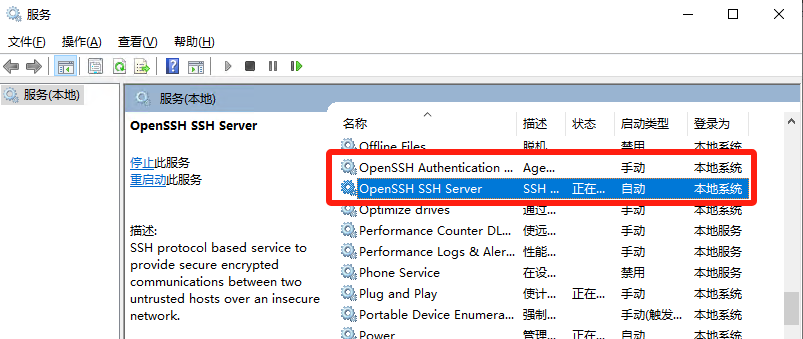 服务
文件(F) 操作(A) 查看(V) 帮助(H)
服务(本地)
服务(本地)
OpenSSH SSH Server
停止此服务
重启动此服务
描述:
SSH protocol based service to
provide secure encrypted
communications between two
untrusted hosts over an insecure
network.
名称 描述 状态 启动类型 登录为
Offline Files 脱机... 禁用 本地系统
OpenSSH Authentication ... Age... 手动 本地系统
OpenSSH SSH Server SSH ... 正在... 自动 本地系统
Optimize drives 通过... 手动 本地系统
Performance Counter DL... 使远... 手动 本地服务
Performance Logs & Aler... 性能... 手动 本地服务
Phone Service 在设... 禁用 本地服务
Plug and Play 使计... 正在... 手动 本地系统
Portable Device Enumera... 强制... 手动(触发... 本地系统
Power 管理... 正在... 自动 本地系统